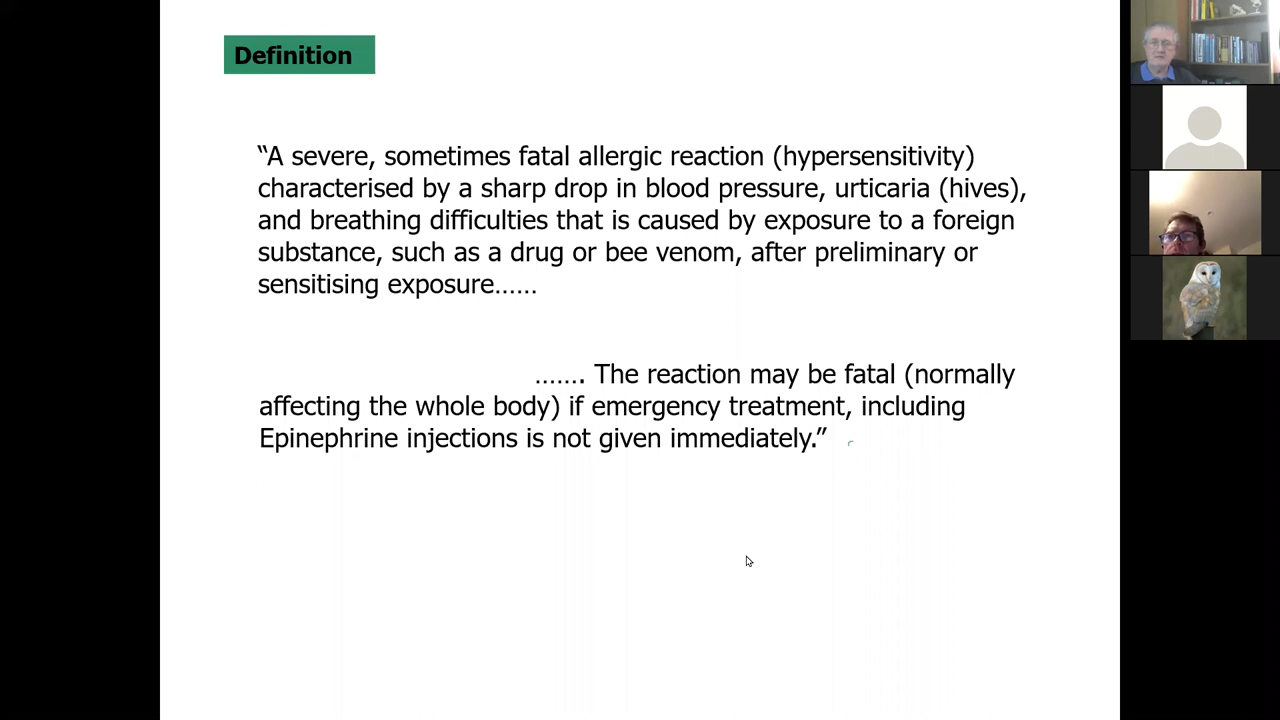 Definition
“A severe, sometimes fatal allergic reaction (hypersensitivity)
characterised by a sharp drop in blood pressure, urticaria (hives),
and breathing difficulties that is caused by exposure to a foreign
substance, such as a drug or bee venom, after preliminary or
sensitising exposure……
……. The reaction may be fatal (normally
affecting the whole body) if emergency treatment, including
Epinephrine injections is not given immediately.”